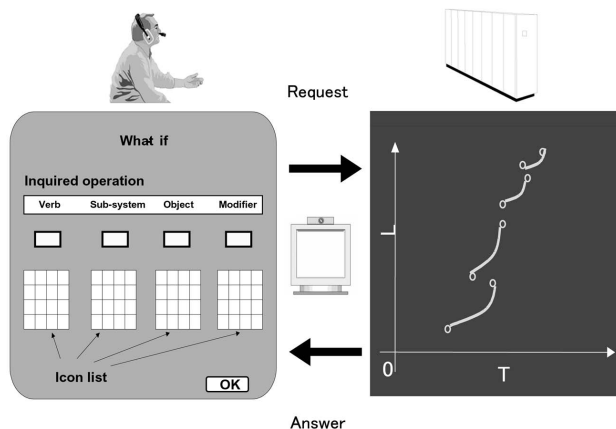 Request
What if
Inquired operation
Verb Sub-system Object Modifier
Icon list
OK
L
0 T
Answer